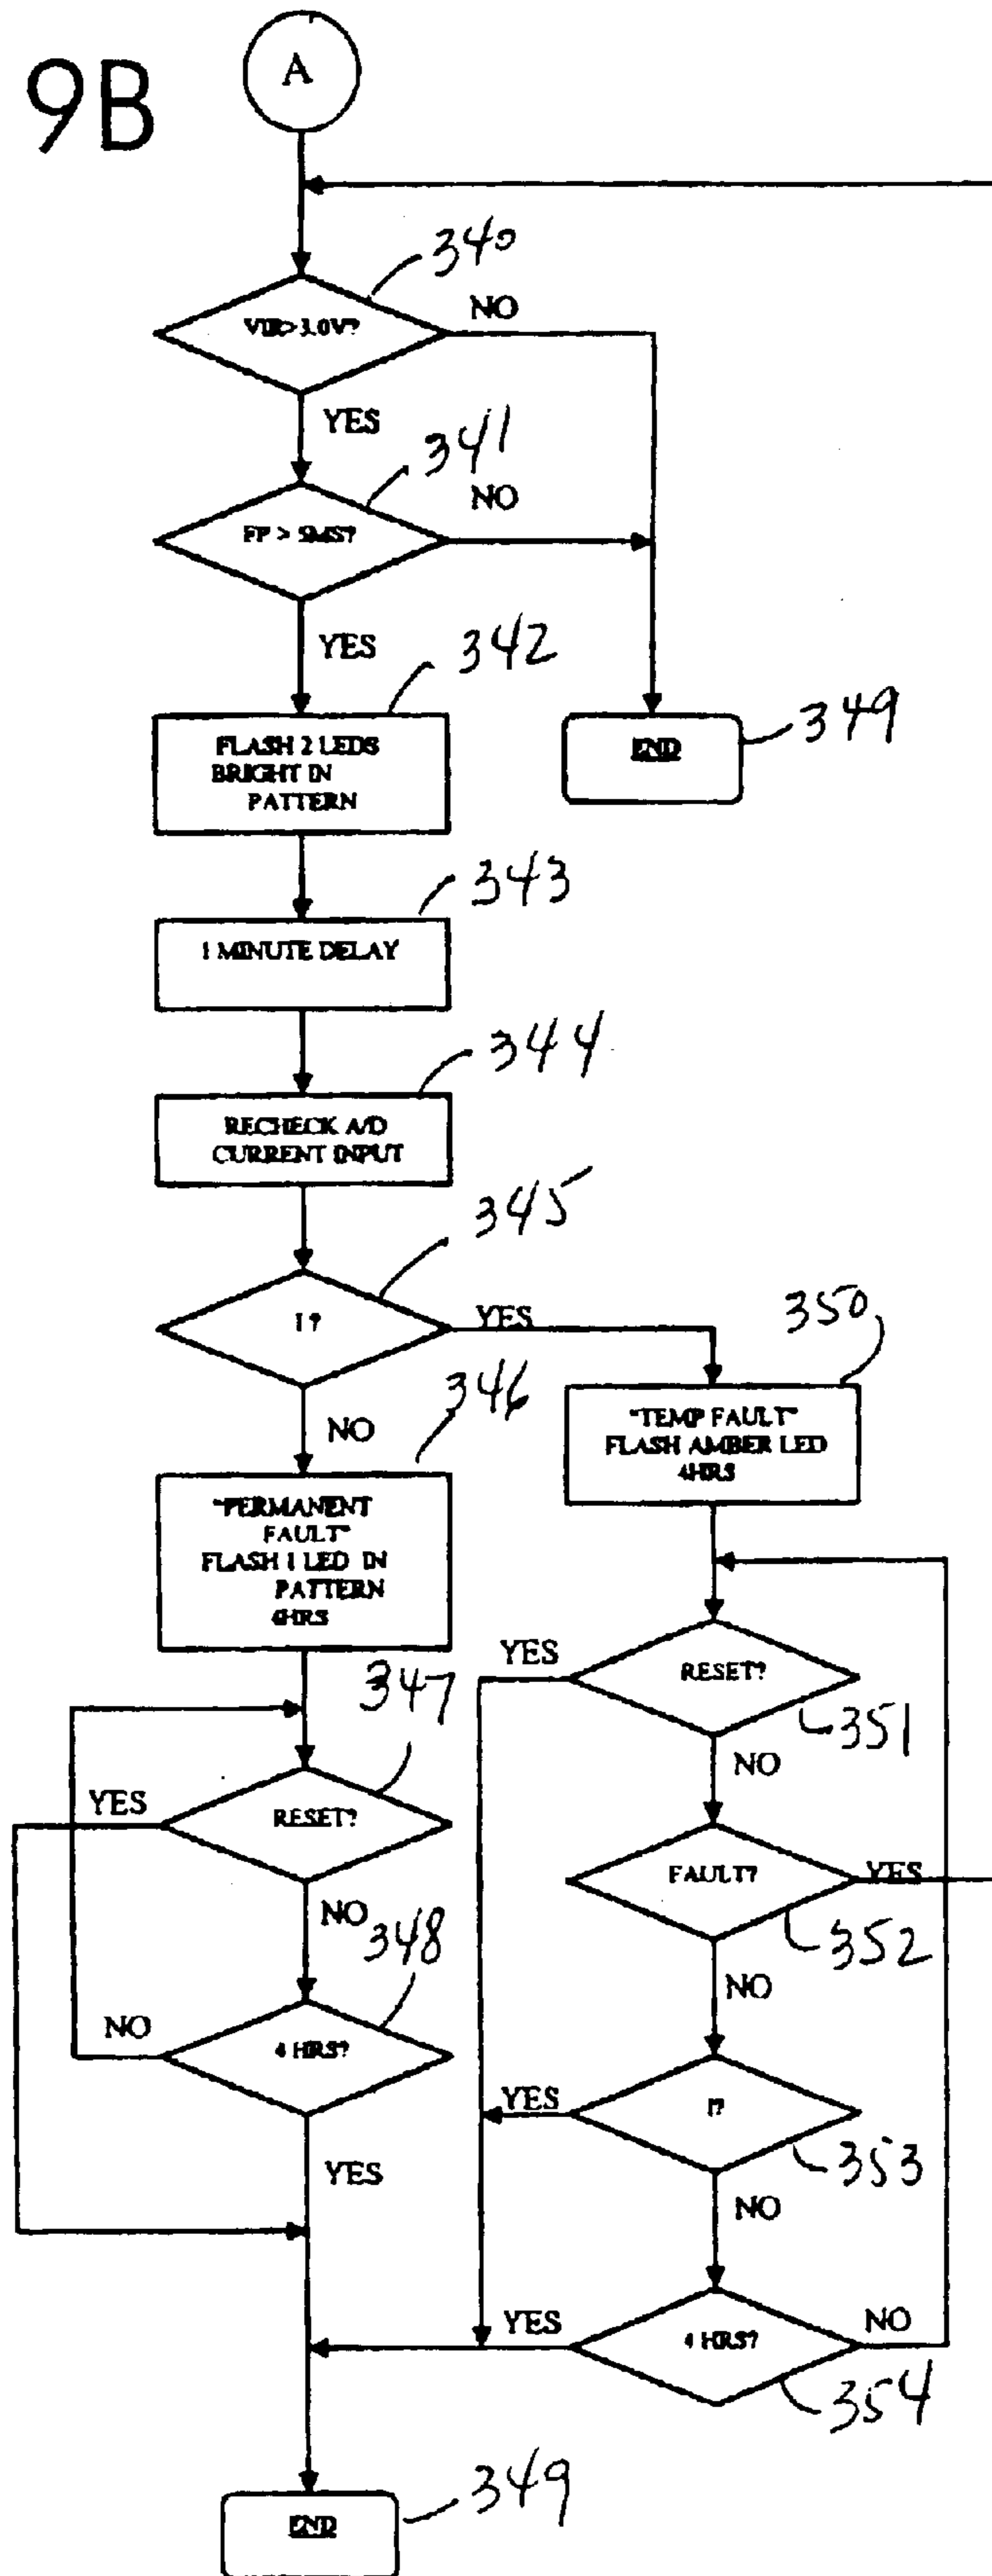 9B
A
340
VIR>3.0V?
NO
YES
341
FP > 5MS?
NO
YES
342
FLASH 2 LEDS
BRIGHT IN
PATTERN
END
349
343
1 MINUTE DELAY
344
RECHECK A/D
CURRENT INPUT
345
I?
YES
NO
346
"PERMANENT
FAULT"
FLASH 1 LED IN
PATTERN
4HRS
350
"TEMP FAULT"
FLASH AMBER LED
4HRS
347
RESET?
YES
NO
348
4 HRS?
NO
YES
RESET?
YES
351
NO
FAULT?
YES
352
NO
I?
YES
353
NO
4 HRS?
YES
NO
354
END
349